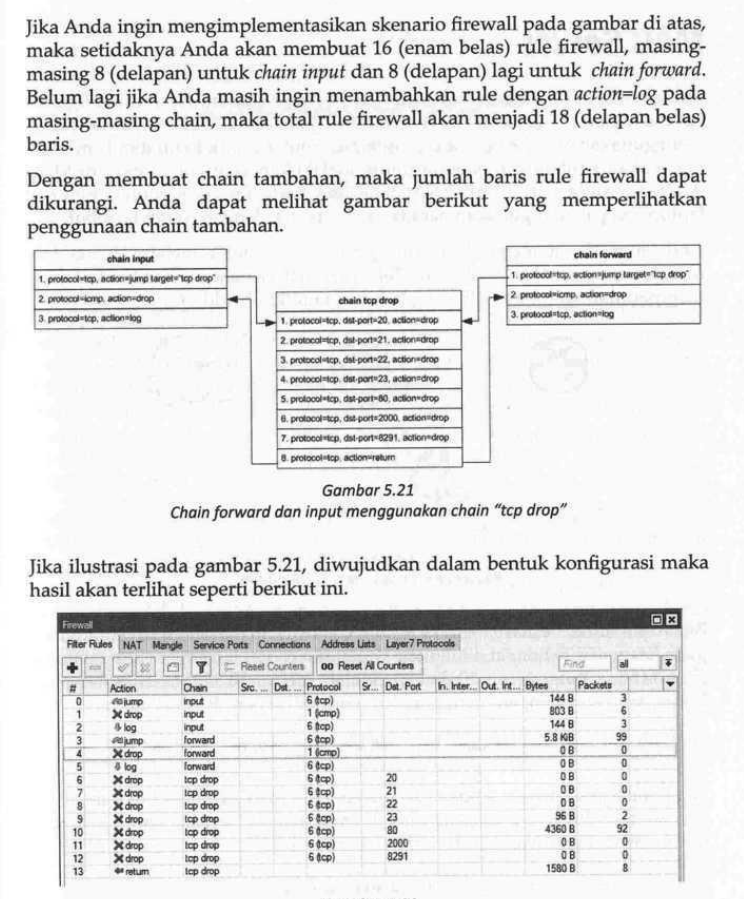 Jika Anda ingin mengimplementasikan skenario firewall pada gambar di atas,
maka setidaknya Anda akan membuat 16 (enam belas) rule firewall, masing-
masing 8 (delapan) untuk chain input dan 8 (delapan) lagi untuk chain forward.
Belum lagi jika Anda masih ingin menambahkan rule dengan action=log pada
masing-masing chain, maka total rule firewall akan menjadi 18 (delapan belas)
baris.
Dengan membuat chain tambahan, maka jumlah baris rule firewall dapat
dikurangi. Anda dapat melihat gambar berikut yang memperlihatkan
penggunaan chain tambahan.
chain input
1. protocol=tcp, action=jump target="tcp drop"
2. protocol=icmp, action=drop
3. protocol=tcp, action=log
chain tcp drop
1. protocol=tcp, dst-port=20, action=drop
2. protocol=tcp, dst-port=21, action=drop
3. protocol=tcp, dst-port=22, action=drop
4. protocol=tcp, dst-port=23, action=drop
5. protocol=tcp, dst-port=80, action=drop
6. protocol=tcp, dst-port=2000, action=drop
7. protocol=tcp, dst-port=8291, action=drop
8. protocol=tcp, action=return
chain forward
1. protocol=tcp, action=jump target="tcp drop"
2. protocol=icmp, action=drop
3. protocol=tcp, action=log
Gambar 5.21
Chain forward dan input menggunakan chain "tcp drop"
Jika ilustrasi pada gambar 5.21, diwujudkan dalam bentuk konfigurasi maka
hasil akan terlihat seperti berikut ini.
Firewall
Filter Rules NAT Mangle Service Ports Connections Address Lists Layer7 Protocols
Reset Counters 00 Reset All Counters Find all
# Action Chain Src. ... Dst. ... Protocol Sr... Dst. Port In. Inter... Out. Int... Bytes Packets
0 jump input 6 (tcp) 144 B 3
1 drop input 1 (icmp) 803 B 6
2 log input 6 (tcp) 144 B 3
3 jump forward 6 (tcp) 5.8 KiB 99
4 drop forward 1 (icmp) 0 B 0
5 log forward 6 (tcp) 0 B 0
6 drop tcp drop 6 (tcp) 20 0 B 0
7 drop tcp drop 6 (tcp) 21 0 B 0
8 drop tcp drop 6 (tcp) 22 0 B 0
9 drop tcp drop 6 (tcp) 23 96 B 2
10 drop tcp drop 6 (tcp) 80 4360 B 92
11 drop tcp drop 6 (tcp) 2000 0 B 0
12 drop tcp drop 6 (tcp) 8291 0 B 0
13 return tcp drop 1580 B 8